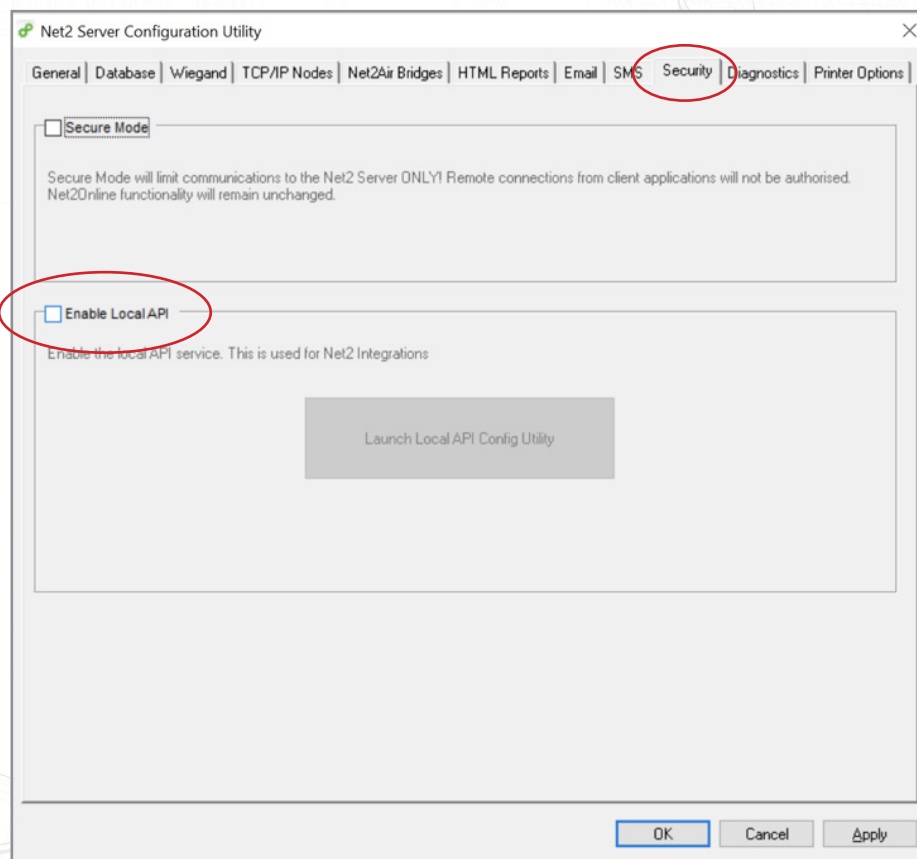 Net2 Server Configuration Utility
General Database Wiegand TCP/IP Nodes Net2Air Bridges HTML Reports Email SMS Security Diagnostics Printer Options
Secure Mode
Secure Mode will limit communications to the Net2 Server ONLY! Remote connections from client applications will not be authorised.
Net2Online functionality will remain unchanged.
Enable Local API
Enable the local API service. This is used for Net2 Integrations
Launch Local API Config Utility
OK Cancel Apply